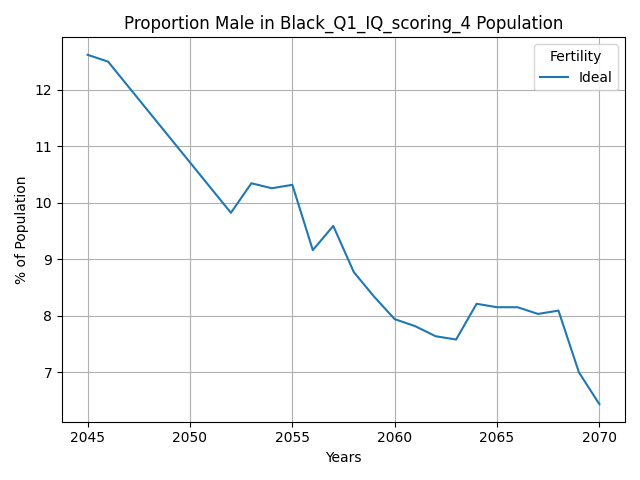 Proportion Male in Black_Q1_IQ_scoring_4 Population
Fertility
Ideal
% of Population
12
11
10
9
8
7
2045
2050
2055
2060
2065
2070
Years